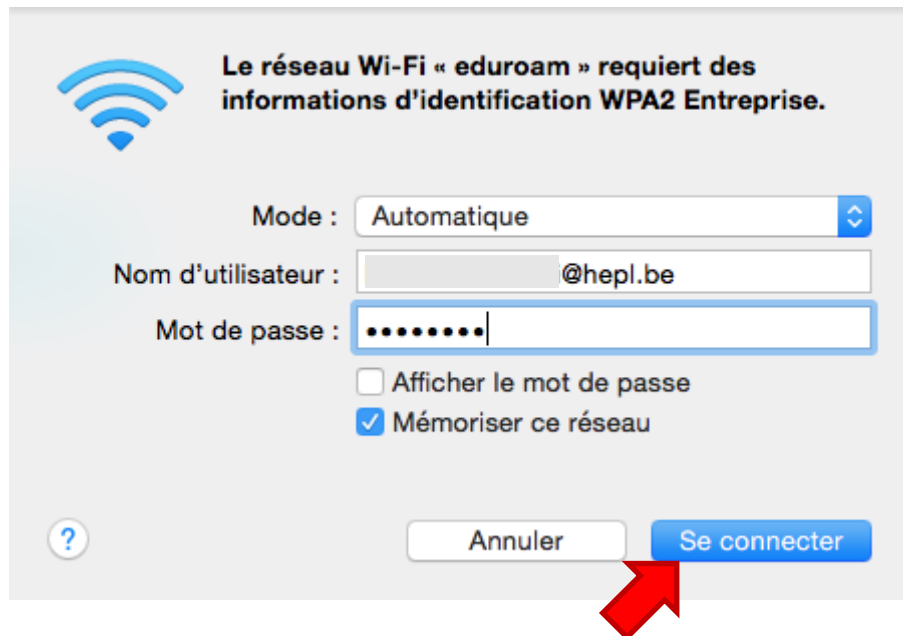 Le réseau Wi-Fi « eduroam » requiert des
informations d'identification WPA2 Entreprise.
Mode : Automatique
Nom d'utilisateur : @hepl.be
Mot de passe : ••••••••
Afficher le mot de passe
Mémoriser ce réseau
? Annuler Se connecter